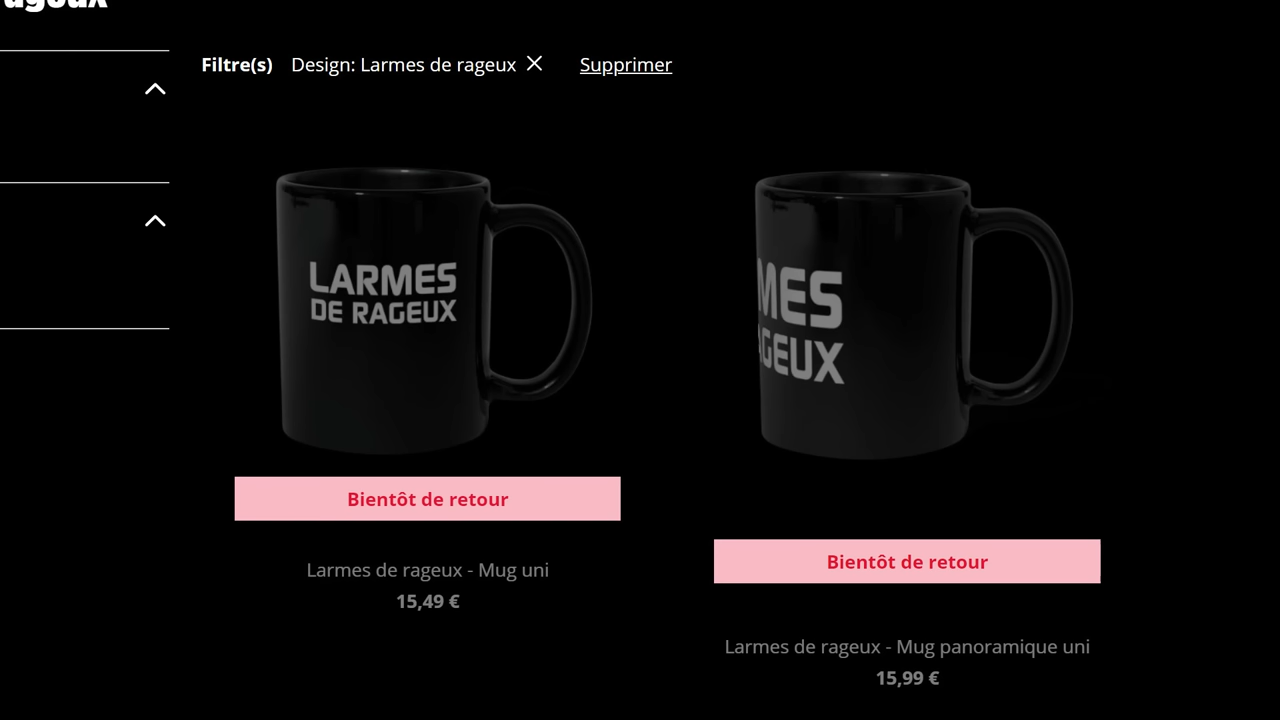 Filtre(s) Design: Larmes de rageux Supprimer
LARMES
DE RAGEUX
MES
GEUX
Bientôt de retour
Bientôt de retour
Larmes de rageux - Mug uni
15,49 €
Larmes de rageux - Mug panoramique uni
15,99 €